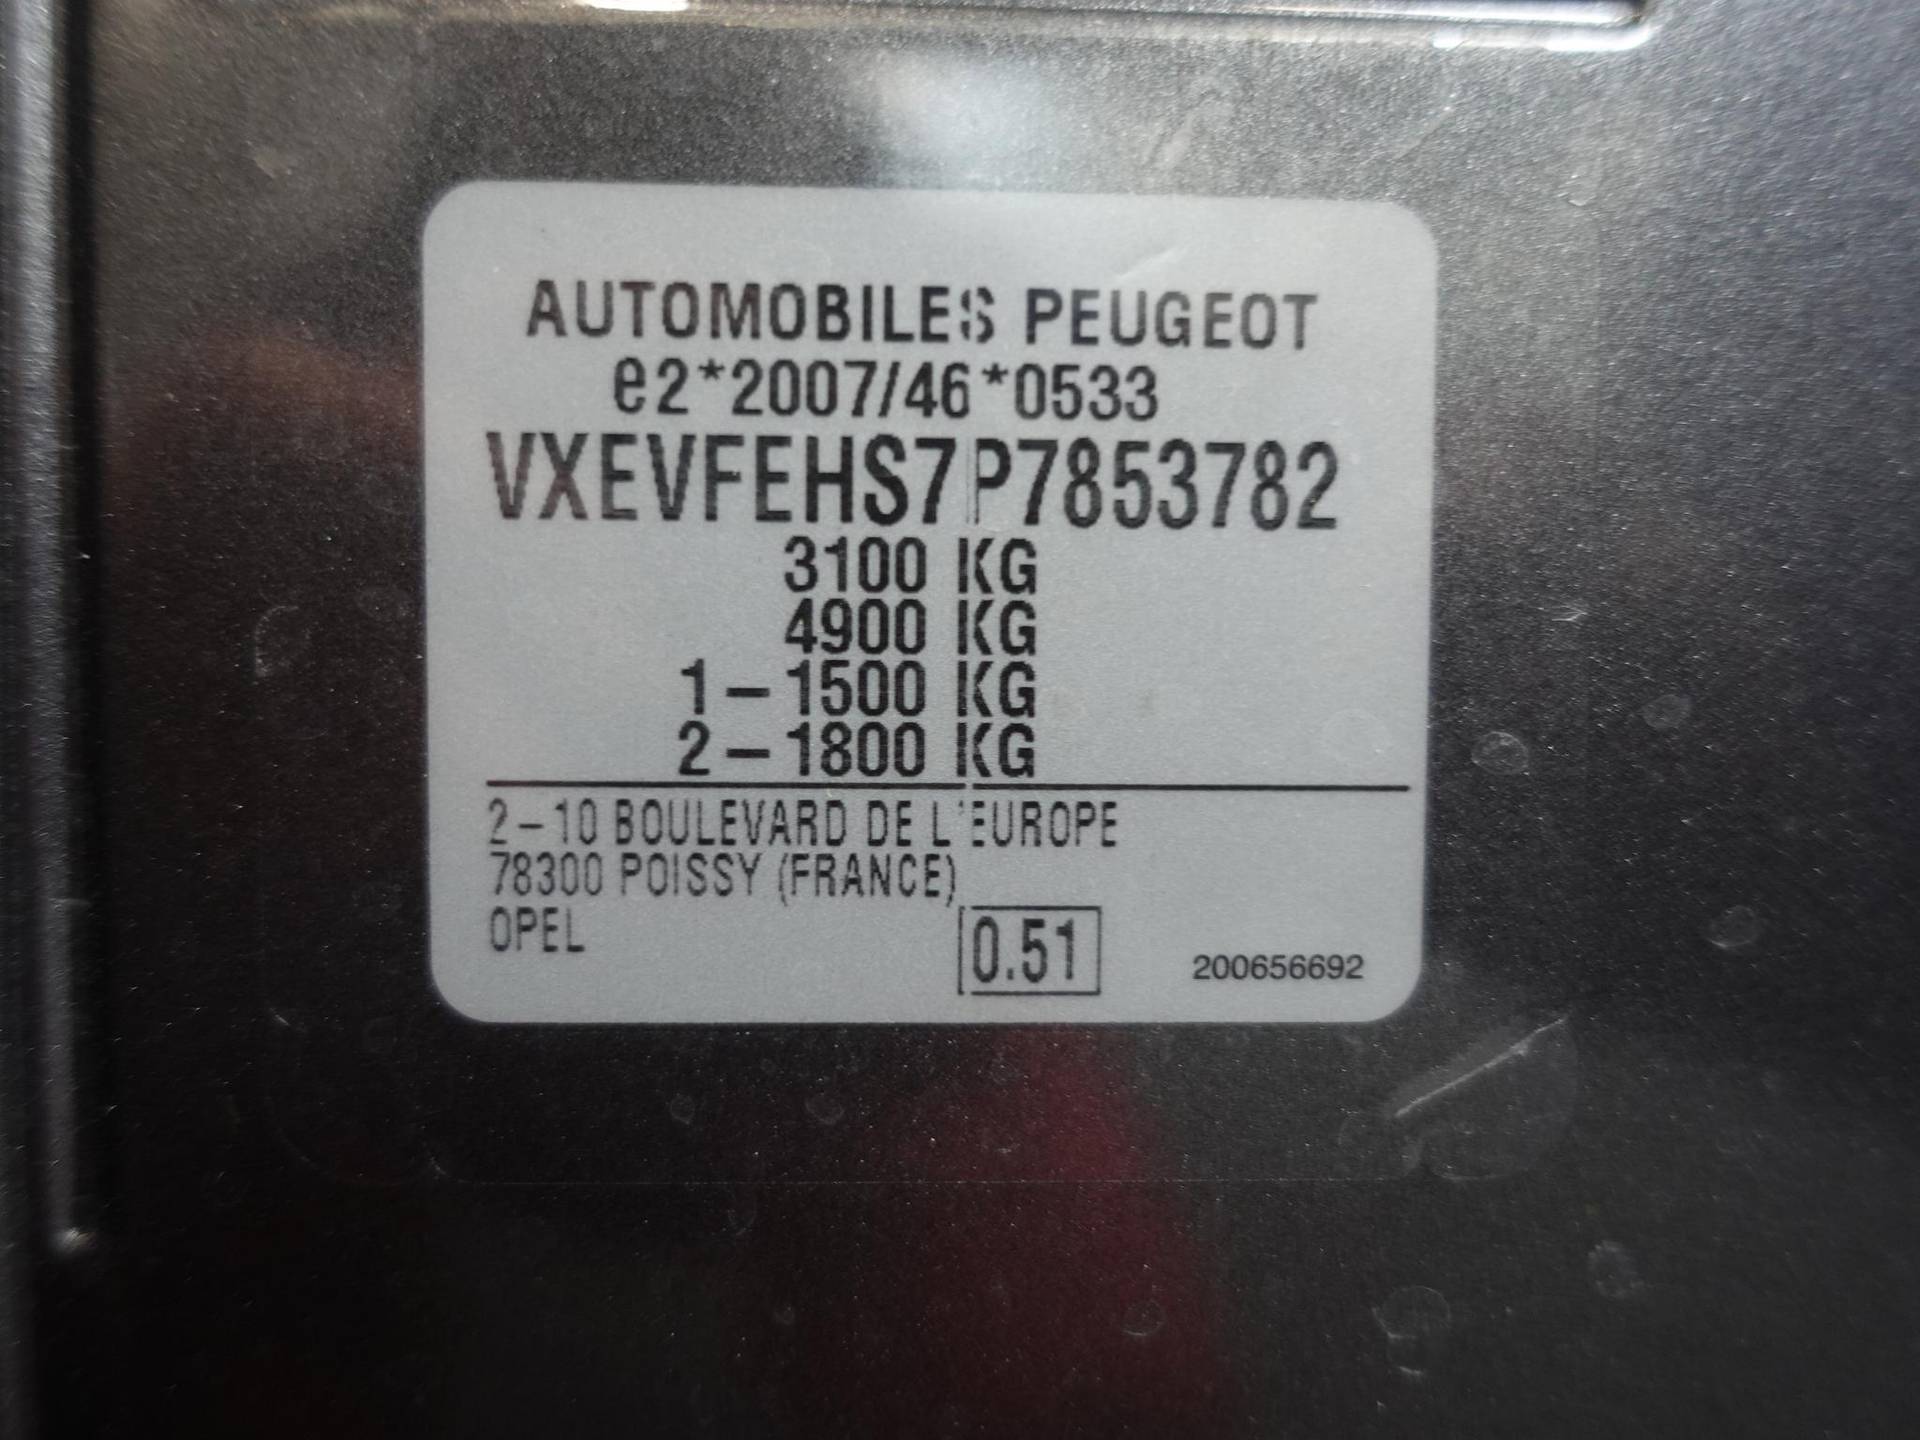 AUTOMOBILES PEUGEOT
e2*2007/46*0533
VXEVFEHS7P7853782
3100 KG
4900 KG
1-1500 KG
2-1800 KG
2-10 BOULEVARD DE L'EUROPE
78300 POISSY (FRANCE)
OPEL
0.51
200656692